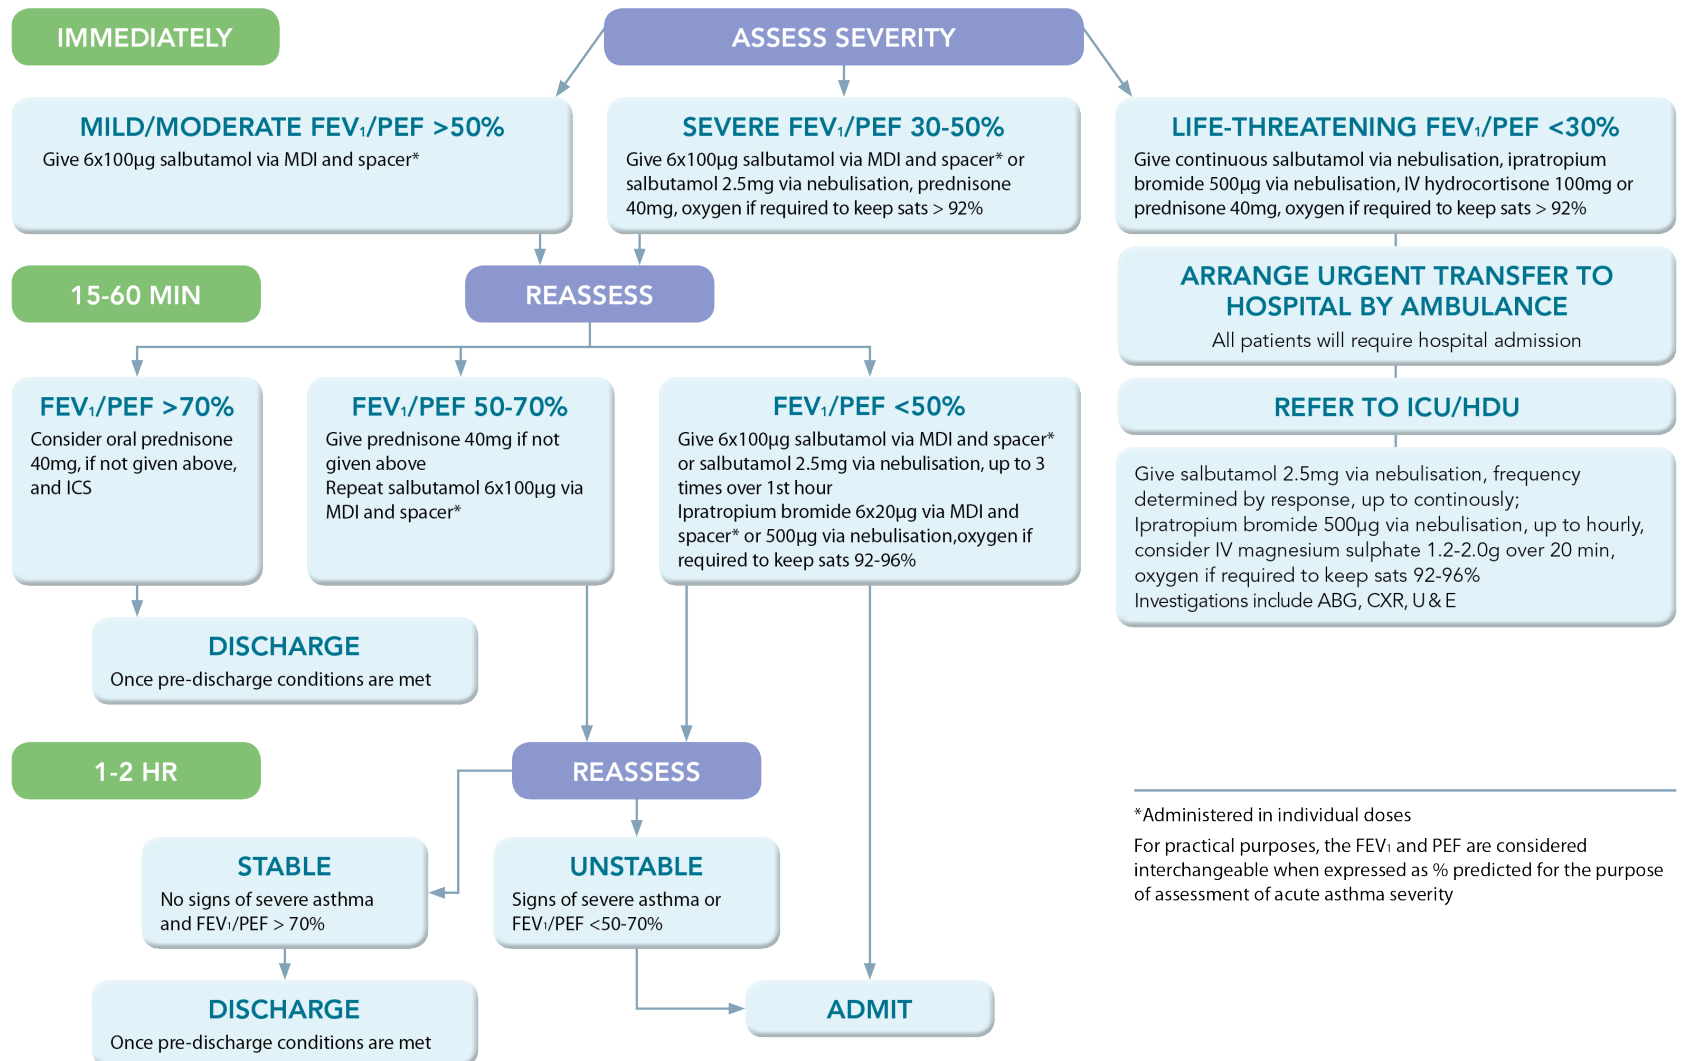 IMMEDIATELY
ASSESS SEVERITY
MILD/MODERATE FEV₁/PEF >50%
Give 6x100µg salbutamol via MDI and spacer*
SEVERE FEV₁/PEF 30-50%
Give 6x100µg salbutamol via MDI and spacer* or
salbutamol 2.5mg via nebulisation, prednisone
40mg, oxygen if required to keep sats > 92%
LIFE-THREATENING FEV₁/PEF <30%
Give continuous salbutamol via nebulisation, ipratropium
bromide 500µg via nebulisation, IV hydrocortisone 100mg or
prednisone 40mg, oxygen if required to keep sats > 92%
ARRANGE URGENT TRANSFER TO
HOSPITAL BY AMBULANCE
All patients will require hospital admission
REFER TO ICU/HDU
Give salbutamol 2.5mg via nebulisation, frequency
determined by response, up to continously;
Ipratropium bromide 500µg via nebulisation, up to hourly,
consider IV magnesium sulphate 1.2-2.0g over 20 min,
oxygen if required to keep sats 92-96%
Investigations include ABG, CXR, U & E
15-60 MIN
REASSESS
FEV₁/PEF >70%
Consider oral prednisone
40mg, if not given above,
and ICS
FEV₁/PEF 50-70%
Give prednisone 40mg if not
given above
Repeat salbutamol 6x100µg via
MDI and spacer*
FEV₁/PEF <50%
Give 6x100µg salbutamol via MDI and spacer*
or salbutamol 2.5mg via nebulisation, up to 3
times over 1st hour
Ipratropium bromide 6x20µg via MDI and
spacer* or 500µg via nebulisation,oxygen if
required to keep sats 92-96%
DISCHARGE
Once pre-discharge conditions are met
1-2 HR
REASSESS
STABLE
No signs of severe asthma
and FEV₁/PEF > 70%
UNSTABLE
Signs of severe asthma or
FEV₁/PEF <50-70%
DISCHARGE
Once pre-discharge conditions are met
ADMIT
*Administered in individual doses
For practical purposes, the FEV₁ and PEF are considered
interchangeable when expressed as % predicted for the purpose
of assessment of acute asthma severity